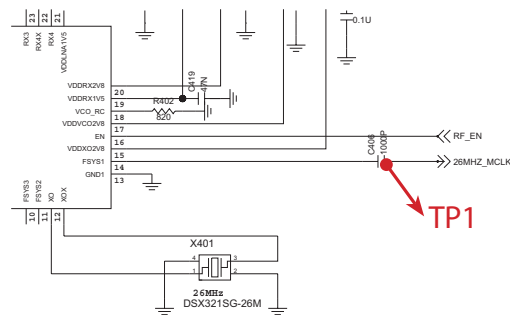 23
22
21
RX3
RX4X
RX4
VDDLNA1V5
0.1U
VDDRX2V8
20
C419
47N
VDDRX1V5
19
R402
VCO_RC
18
820
VDDVCO2V8
17
EN
16
RF_EN
VDDXO2V8
15
C406
1000P
FSYS1
14
26MHZ_MCLK
GND1
13
FSYS3
FSYS2
XO
XOX
10
11
12
TP1
X401
4
3
1
2
26MHz
DSX321SG-26M